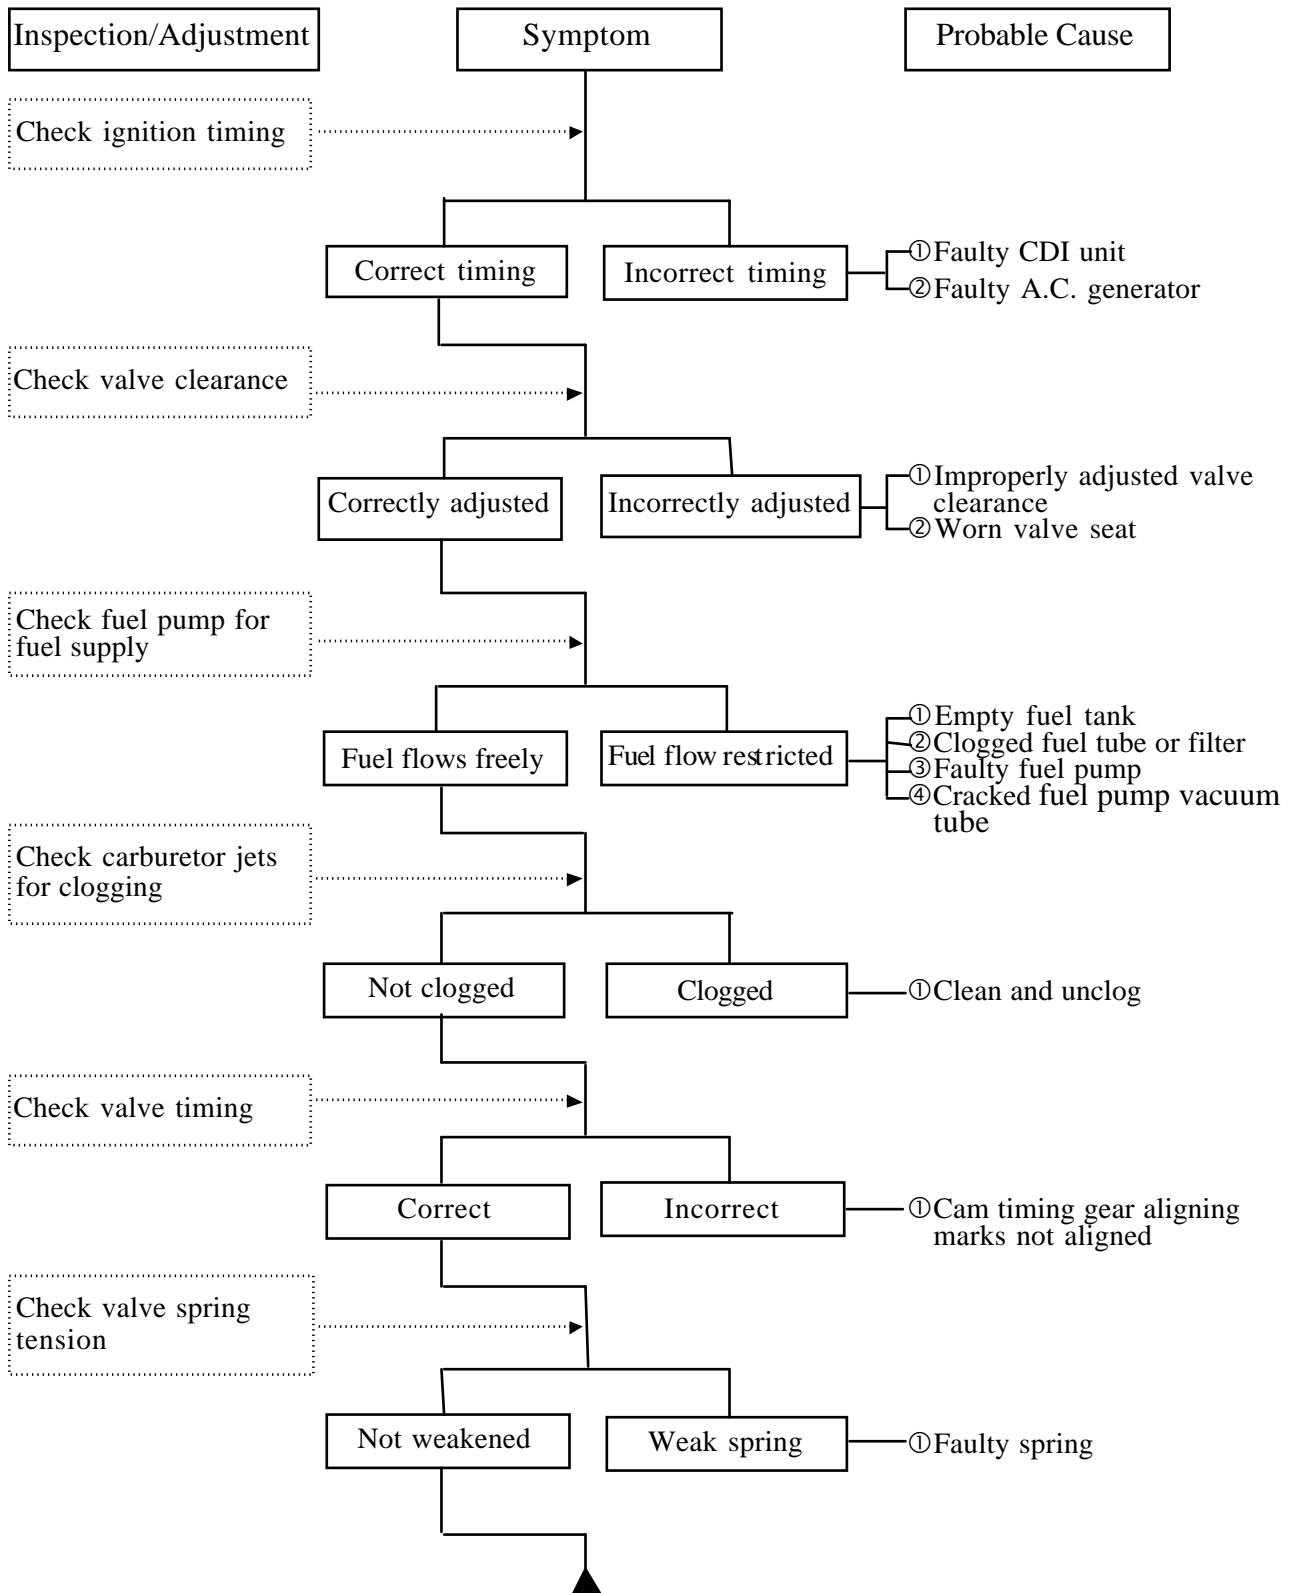 Inspection/Adjustment
Symptom
Probable Cause
Check ignition timing
Correct timing
Incorrect timing
①Faulty CDI unit
②Faulty A.C. generator
Check valve clearance
Correctly adjusted
Incorrectly adjusted
①Improperly adjusted valve
clearance
②Worn valve seat
Check fuel pump for
fuel supply
Fuel flows freely
Fuel flow restricted
①Empty fuel tank
②Clogged fuel tube or filter
③Faulty fuel pump
④Cracked fuel pump vacuum
tube
Check carburetor jets
for clogging
Not clogged
Clogged
①Clean and unclog
Check valve timing
Correct
Incorrect
①Cam timing gear aligning
marks not aligned
Check valve spring
tension
Not weakened
Weak spring
①Faulty spring